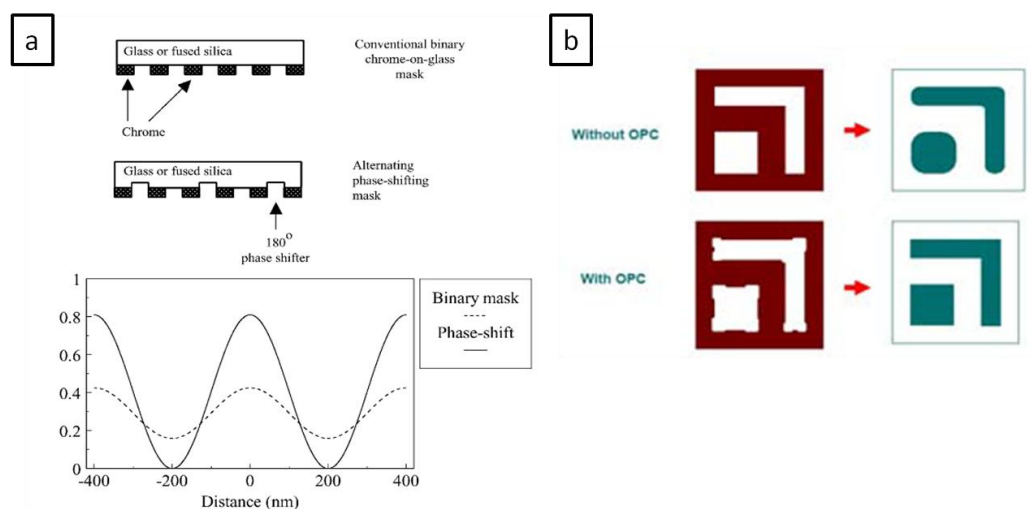 a
Glass or fused silica
Conventional binary
chrome-on-glass
mask
Chrome
Glass or fused silica
Alternating
phase-shifting
mask
180°
phase shifter
1
0.8
0.6
0.4
0.2
0
-400
-200
0
200
400
Distance (nm)
Binary mask
Phase-shift
b
Without OPC
With OPC